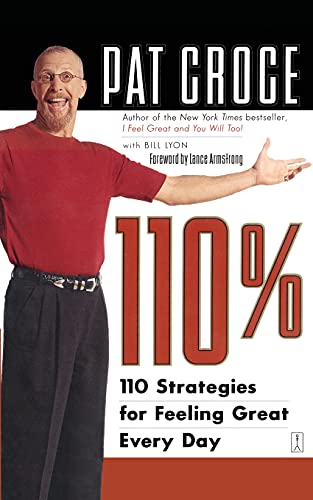 PAT CROCE
Author of the New York Times bestseller,
I Feel Great and You Will Too!
with BILL LYON
Foreword by Lance Armstrong
110%
110 Strategies
for Feeling Great
Every Day